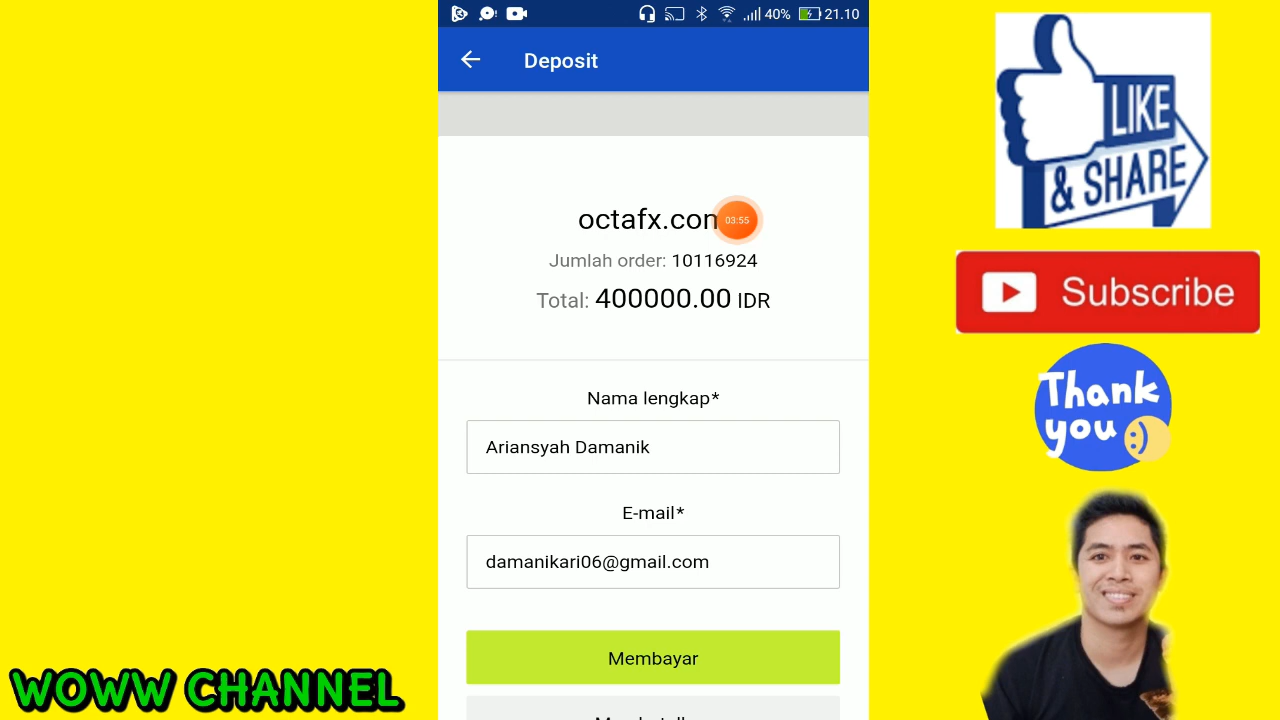 40%
21.10
Deposit
octafx.com
03:55
Jumlah order: 10116924
Total: 400000.00 IDR
Nama lengkap*
Ariansyah Damanik
E-mail*
damanikari06@gmail.com
Membayar
LIKE
& SHARE
Subscribe
Thank
you
WOWW CHANNEL